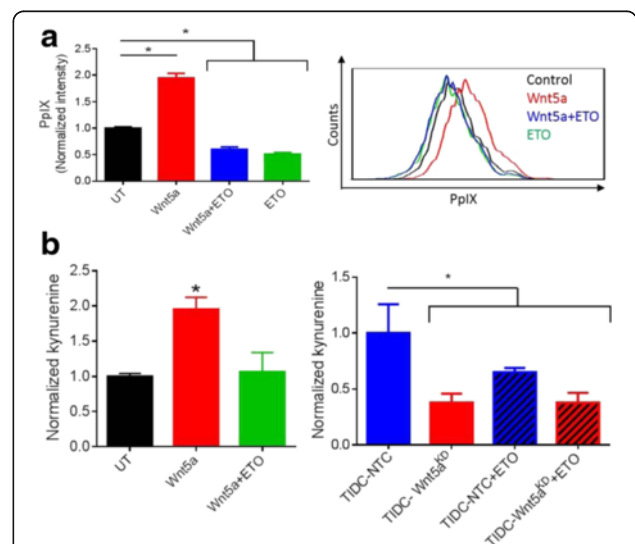 a
PpIX
(Normalized intensity)
2.5
2.0
1.5
1.0
0.5
0.0
*
*
UT
Wnt5a
Wnt5a+ETO
ETO
Counts
Control
Wnt5a
Wnt5a+ETO
ETO
PpIX
b
Normalized kynurenine
2.5
2.0
1.5
1.0
0.5
0.0
*
UT
Wnt5a
Wnt5a+ETO
Normalized kynurenine
1.5
1.0
0.5
0.0
*
TIDC-NTC
TIDC- Wnt5aKD
TIDC-NTC+ETO
TIDC-Wnt5aKD+ETO